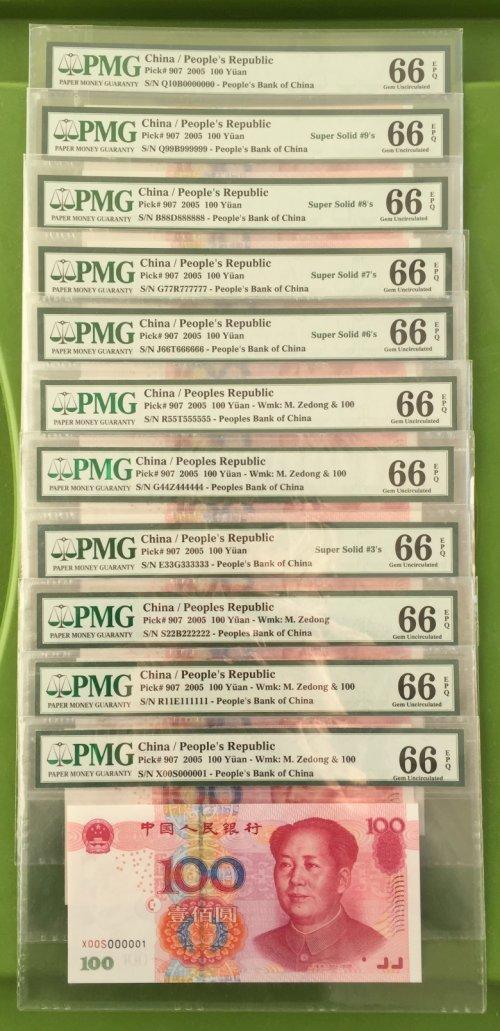 PMG
PAPER MONEY GUARANTY
China / People's Republic
Pick# 907 2005 100 Yüan
S/N Q10B0000000 - People's Bank of China
66 EPQ
Gem Uncirculated
PMG
PAPER MONEY GUARANTY
China / People's Republic
Pick# 907 2005 100 Yüan
Super Solid #9's
S/N Q99B999999 - People's Bank of China
66 EPQ
Gem Uncirculated
PMG
PAPER MONEY GUARANTY
China / People's Republic
Pick# 907 2005 100 Yüan
Super Solid #8's
S/N B88D888888 - People's Bank of China
66 EPQ
Gem Uncirculated
PMG
PAPER MONEY GUARANTY
China / People's Republic
Pick# 907 2005 100 Yüan
Super Solid #7's
S/N G77R777777 - People's Bank of China
66 EPQ
Gem Uncirculated
PMG
PAPER MONEY GUARANTY
China / People's Republic
Pick# 907 2005 100 Yüan
Super Solid #6's
S/N J66T666666 - People's Bank of China
66 EPQ
Gem Uncirculated
PMG
PAPER MONEY GUARANTY
China / Peoples Republic
Pick# 907 2005 100 Yüan - Wmk: M. Zedong & 100
S/N R55T555555 - Peoples Bank of China
66 EPQ
Gem Uncirculated
PMG
PAPER MONEY GUARANTY
China / Peoples Republic
Pick# 907 2005 100 Yüan - Wmk: M. Zedong & 100
S/N G44Z444444 - Peoples Bank of China
66 EPQ
Gem Uncirculated
PMG
PAPER MONEY GUARANTY
China / People's Republic
Pick# 907 2005 100 Yüan
Super Solid #3's
S/N E33G333333 - People's Bank of China
66 EPQ
Gem Uncirculated
PMG
PAPER MONEY GUARANTY
China / Peoples Republic
Pick# 907 2005 100 Yüan - Wmk: M. Zedong
S/N S22B222222 - Peoples Bank of China
66 EPQ
Gem Uncirculated
PMG
PAPER MONEY GUARANTY
China / People's Republic
Pick# 907 2005 100 Yüan - Wmk: M. Zedong & 100
S/N R11E111111 - People's Bank of China
66 EPQ
Gem Uncirculated
PMG
PAPER MONEY GUARANTY
China / People's Republic
Pick# 907 2005 100 Yüan - Wmk: M. Zedong & 100
S/N X00S000001 - People's Bank of China
66 EPQ
Gem Uncirculated
中国人民银行
100
100
壹佰圆
X00S000001
100